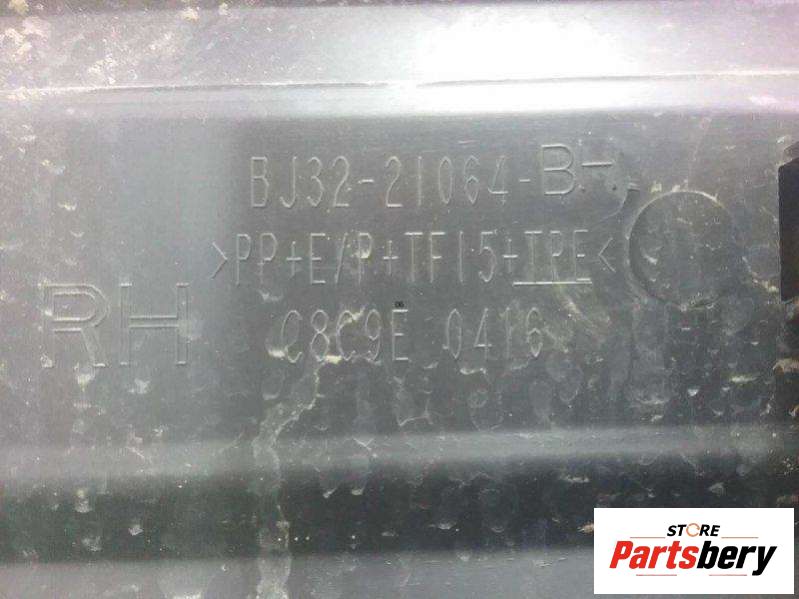 BJ32-21064-B-
>PP+E/P+TF15+TPE<
RH
C8C9E 0416
STORE
Partsbery